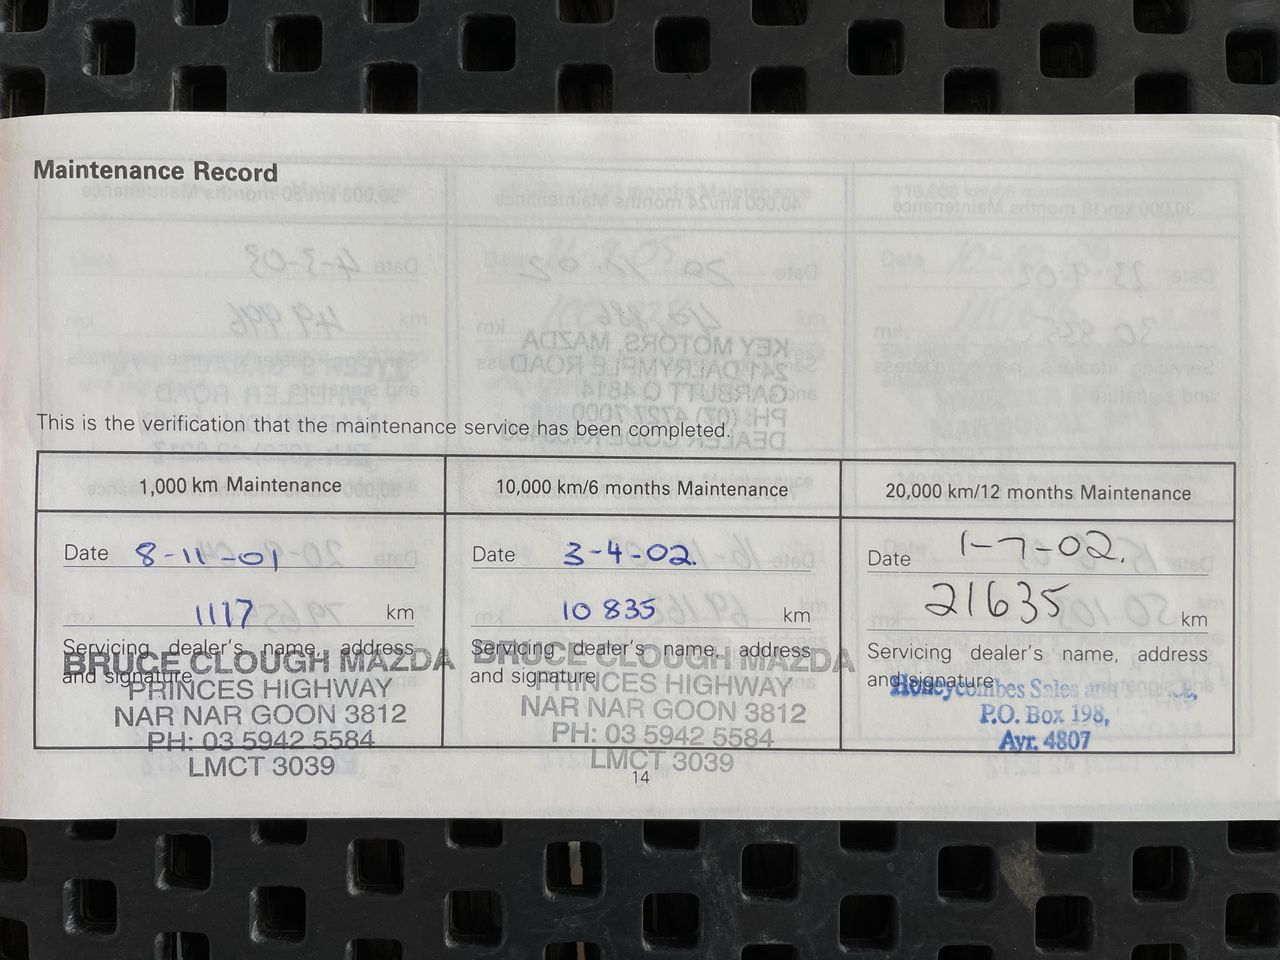 Maintenance Record
This is the verification that the maintenance service has been completed.
1,000 km Maintenance
Date 8-11-01
1117 km
Servicing dealer's name, address
and signature
BRUCE CLOUGH MAZDA
PRINCES HIGHWAY
NAR NAR GOON 3812
PH: 03 5942 5584
LMCT 3039
10,000 km/6 months Maintenance
Date 3-4-02.
10 835 km
Servicing dealer's name, address
and signature
BRUCE CLOUGH MAZDA
PRINCES HIGHWAY
NAR NAR GOON 3812
PH: 03 5942 5584
LMCT 3039
20,000 km/12 months Maintenance
Date 1-7-02.
21635 km
Servicing dealer's name, address
and signature
Honeycombes Sales and
P.O. Box 198,
Ayr. 4807
14